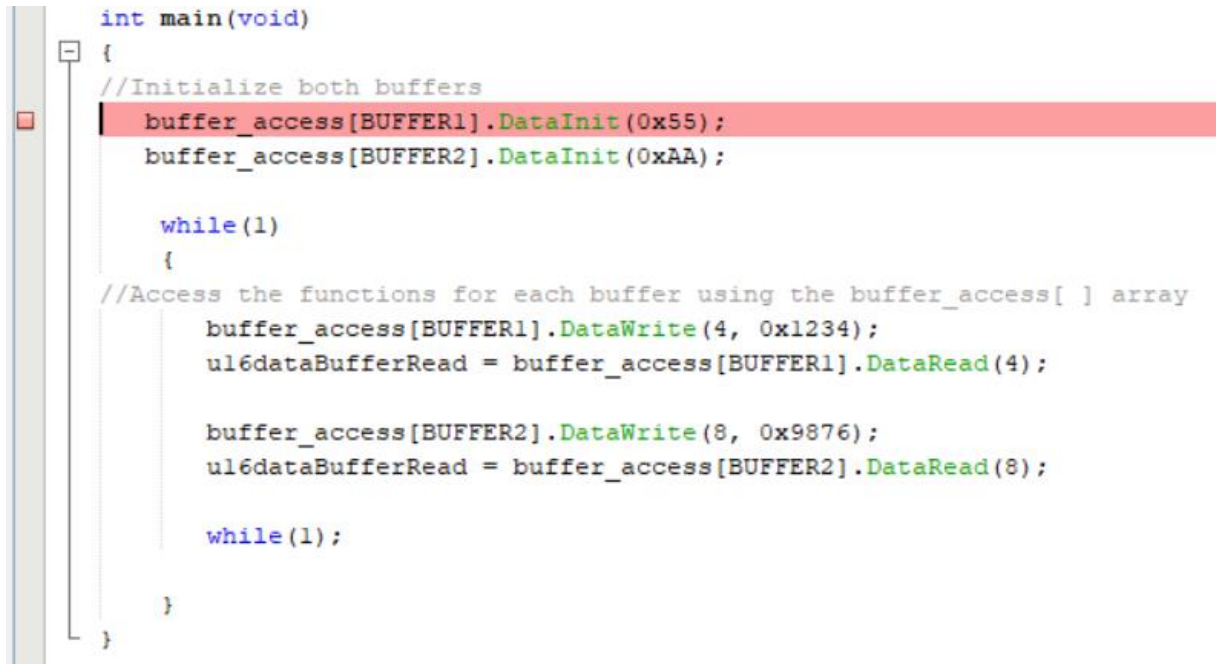 int main(void)
{
//Initialize both buffers
buffer_access[BUFFER1].DataInit(0x55);
buffer_access[BUFFER2].DataInit(0xAA);
while(1)
{
//Access the functions for each buffer using the buffer_access[ ] array
buffer_access[BUFFER1].DataWrite(4, 0x1234);
u16dataBufferRead = buffer_access[BUFFER1].DataRead(4);
buffer_access[BUFFER2].DataWrite(8, 0x9876);
u16dataBufferRead = buffer_access[BUFFER2].DataRead(8);
while(1);
}
}